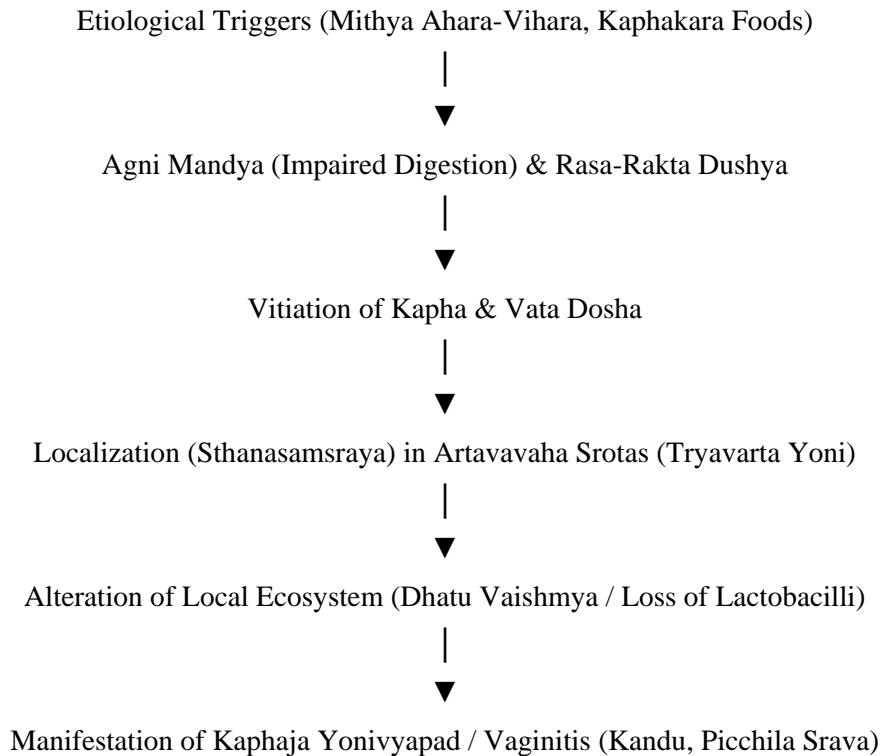 Etiological Triggers (Mithya Ahara-Vihara, Kaphakara Foods)
Agni Mandya (Impaired Digestion) & Rasa-Rakta Dushya
Vitiation of Kapha & Vata Dosha
Localization (Sthanasamsraya) in Artavavaha Srotas (Tryavarta Yoni)
Alteration of Local Ecosystem (Dhatu Vaishmya / Loss of Lactobacilli)
Manifestation of Kaphaja Yonivyapad / Vaginitis (Kandu, Picchila Srava)